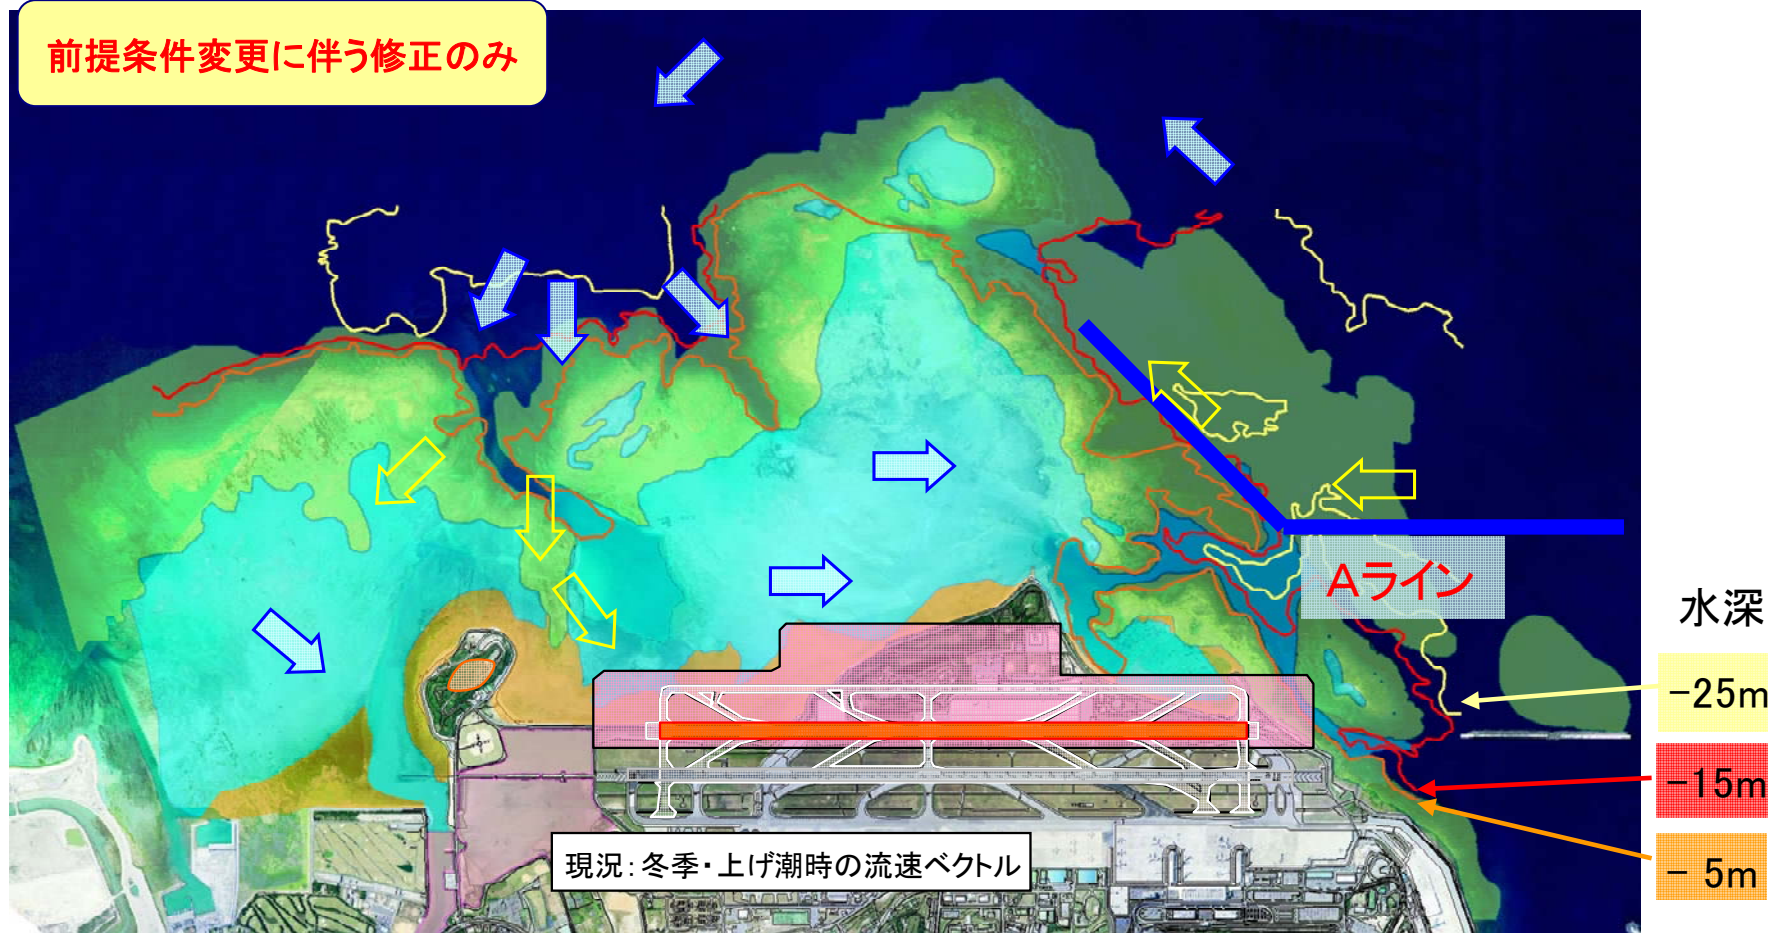 前提条件変更に伴う修正のみ
Aライン
水深
-25m
-15m
- 5m
現況:冬季・上げ潮時の流速ベクトル